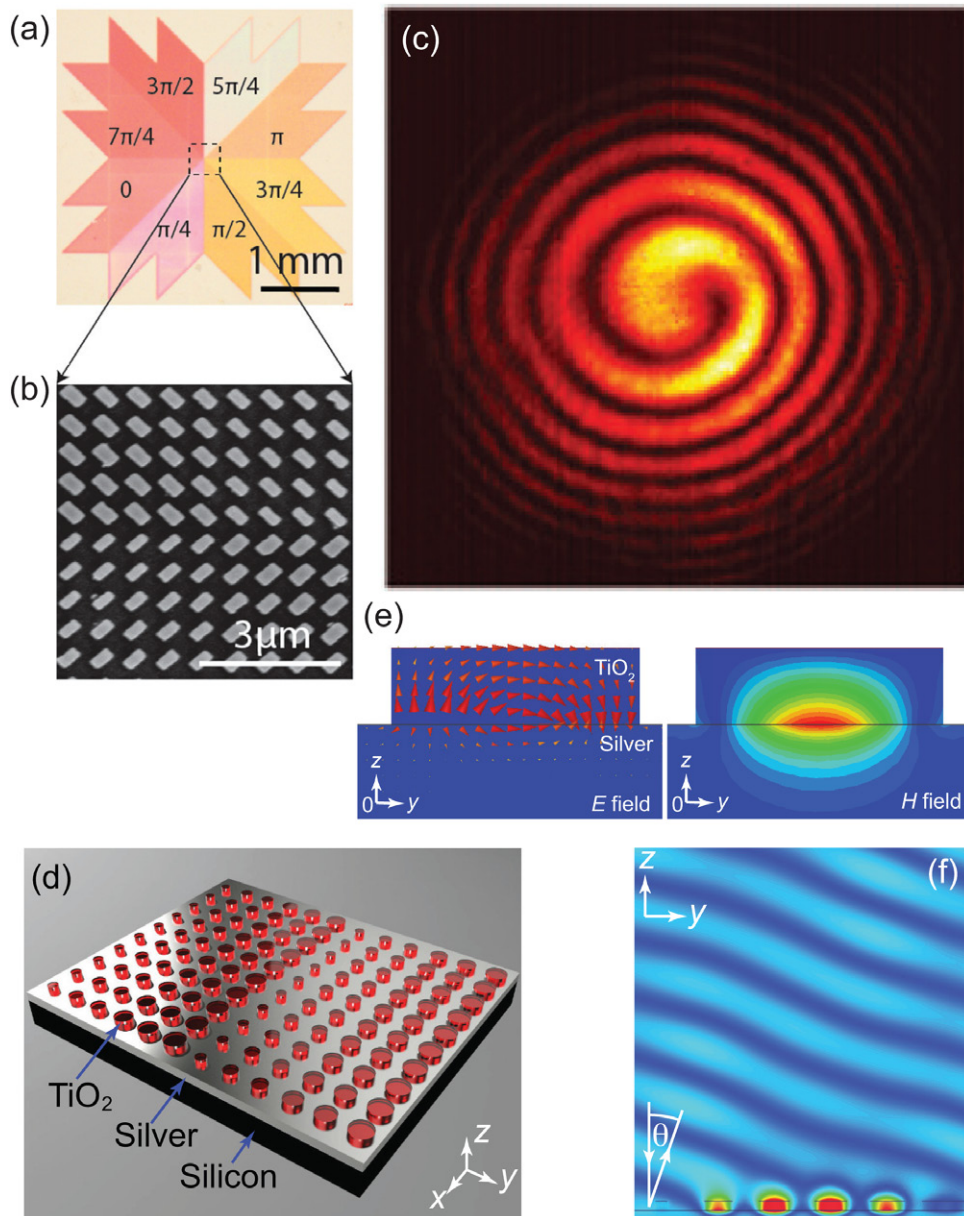 (a)
3π/2
5π/4
7π/4
π
0
3π/4
π/4
π/2
1 mm
(b)
3μm
(c)
(e)
TiO2
Silver
z
0
y
E field
z
0
y
H field
(d)
TiO2
Silver
Silicon
z
y
x
(f)
z
y
θ